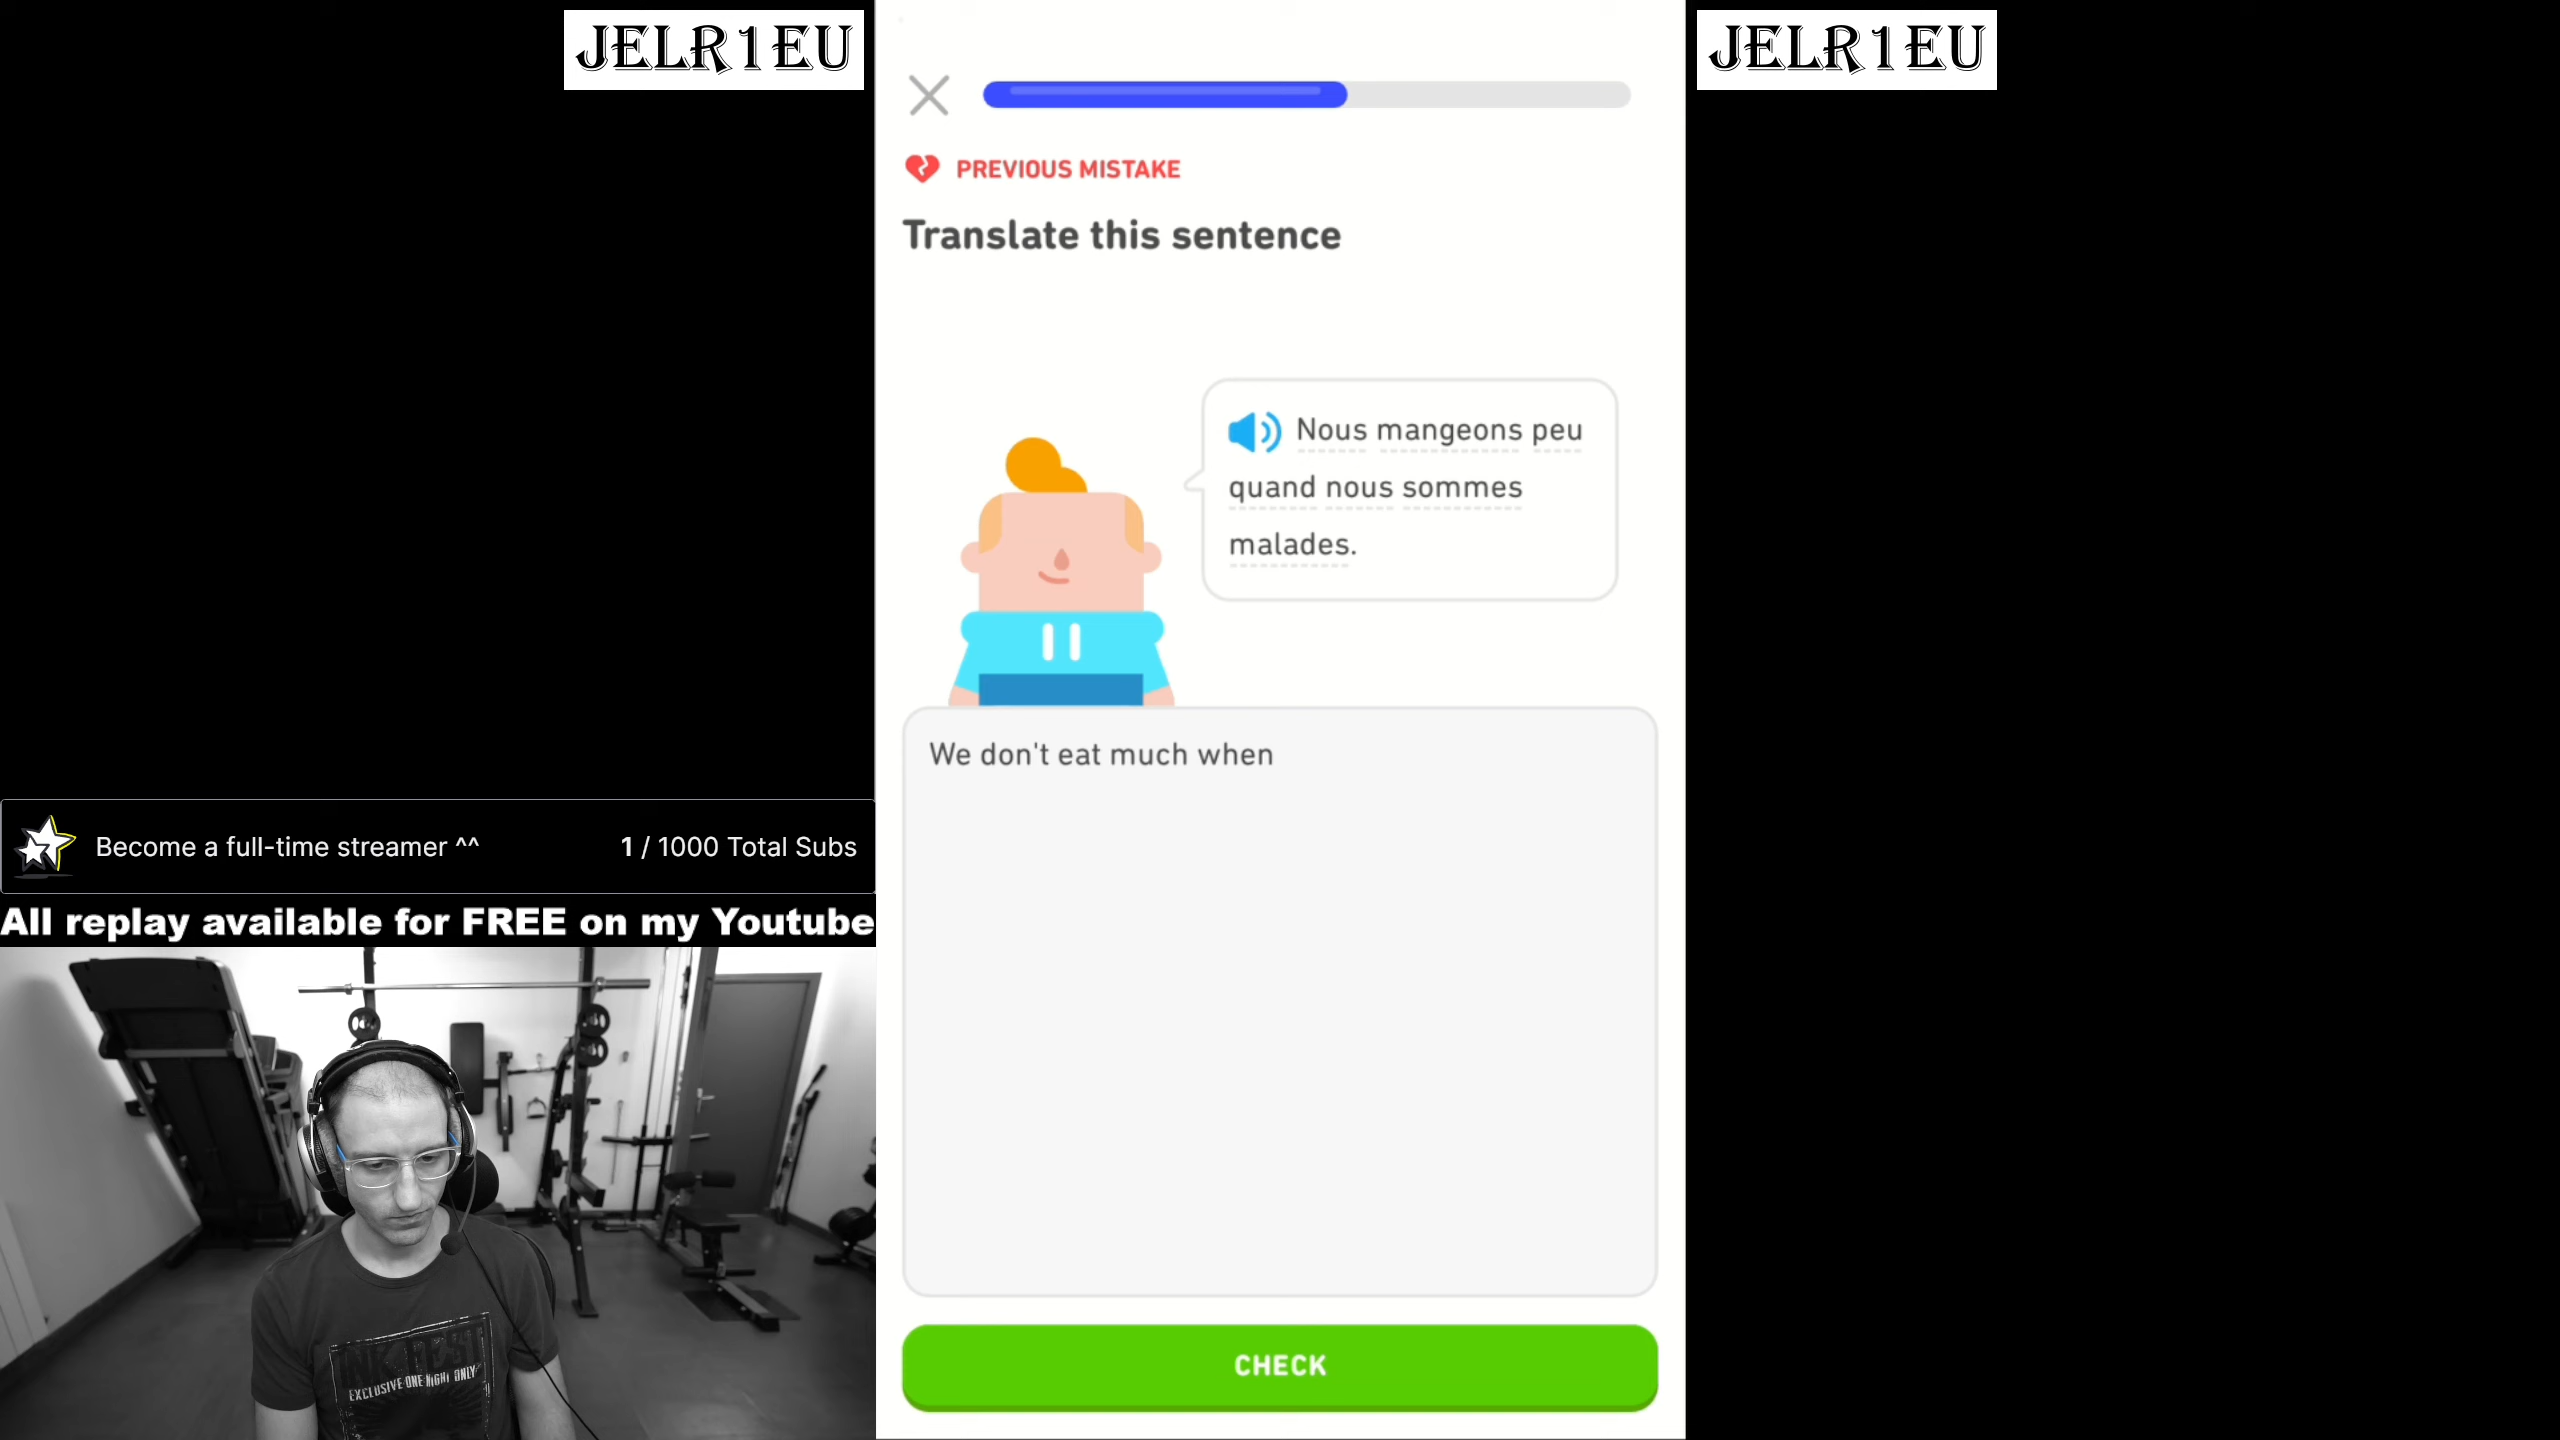 JELR1EU
JELR1EU
PREVIOUS MISTAKE
Translate this sentence
Nous mangeons peu
quand nous sommes
malades.
We don't eat much when
CHECK
Become a full-time streamer ^^
1 / 1000 Total Subs
All replay available for FREE on my Youtube
EXCLUSIVE ONE NIGHT ONLY